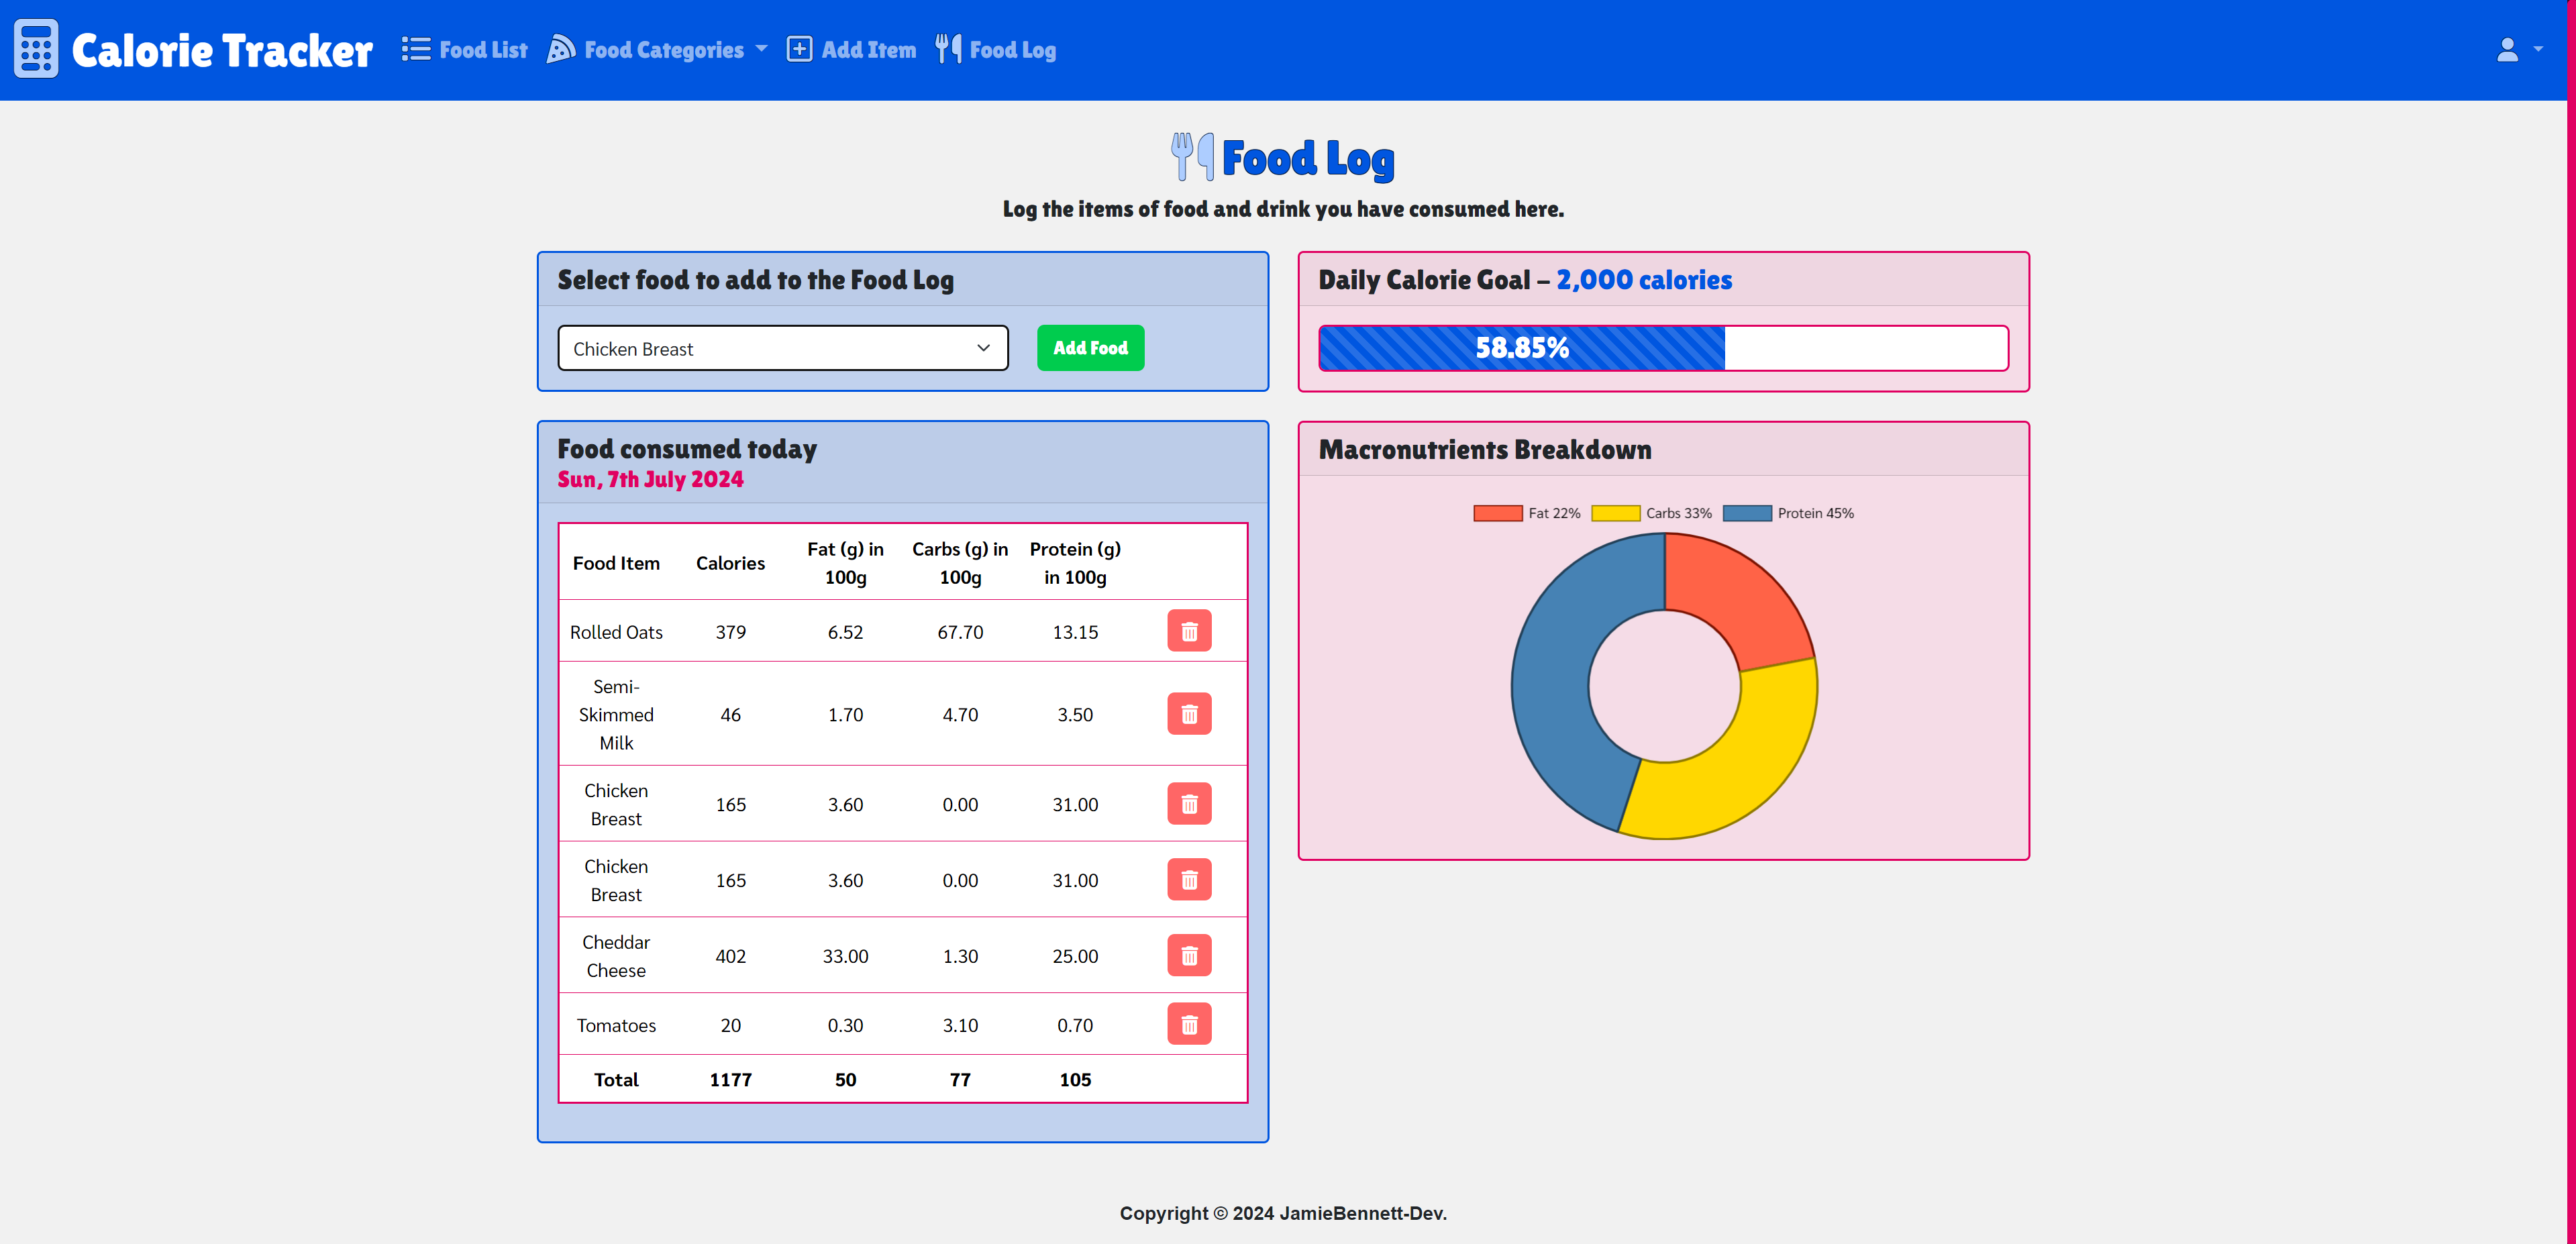 Calorie Tracker Food List Food Categories Add Item Food Log
Food Log
Log the items of food and drink you have consumed here.
Select food to add to the Food Log
Chicken Breast Add Food
Daily Calorie Goal – 2,000 calories
58.85%
Food consumed today
Sun, 7th July 2024
Food Item Calories Fat (g) in 100g Carbs (g) in 100g Protein (g) in 100g
Rolled Oats 379 6.52 67.70 13.15
Semi-Skimmed Milk 46 1.70 4.70 3.50
Chicken Breast 165 3.60 0.00 31.00
Chicken Breast 165 3.60 0.00 31.00
Cheddar Cheese 402 33.00 1.30 25.00
Tomatoes 20 0.30 3.10 0.70
Total 1177 50 77 105
Macronutrients Breakdown
Fat 22% Carbs 33% Protein 45%
Copyright © 2024 JamieBennett-Dev.